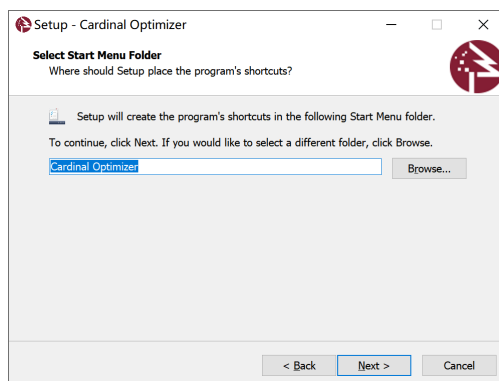 Setup - Cardinal Optimizer
Select Start Menu Folder
Where should Setup place the program's shortcuts?
Setup will create the program's shortcuts in the following Start Menu folder.
To continue, click Next. If you would like to select a different folder, click Browse.
Cardinal Optimizer
Browse...
< Back
Next >
Cancel